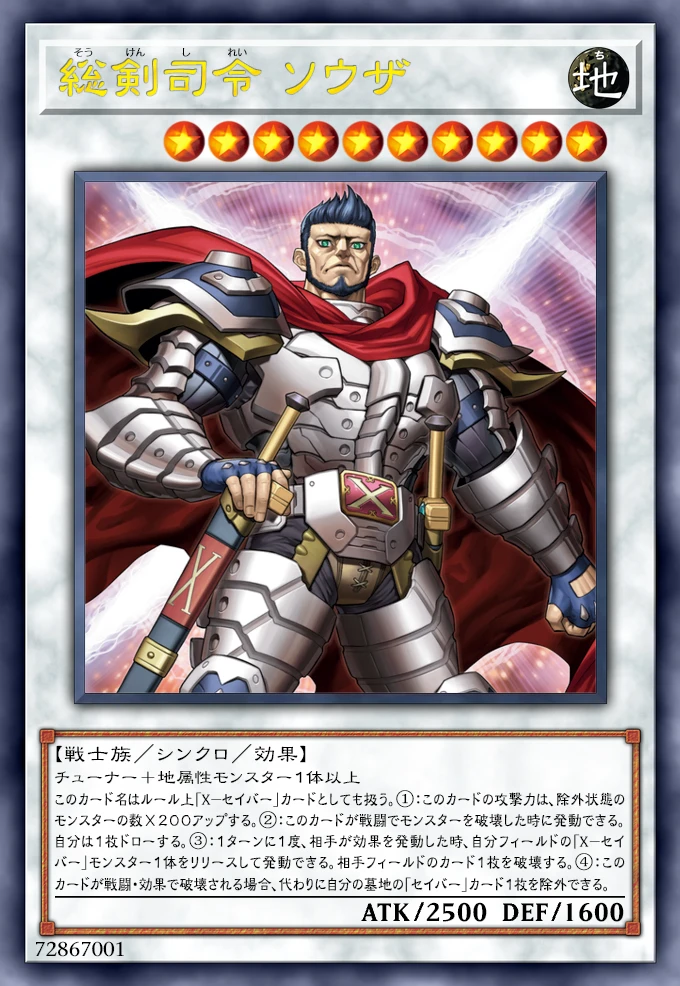 そう けん し れい
総剣司令 ソウザ
ち
地
X
X
【戦士族／シンクロ／効果】
チューナー＋地属性モンスター１体以上
このカード名はルール上「X－セイバー」カードとしても扱う。①：このカードの攻撃力は、除外状態の
モンスターの数×２００アップする。②：このカードが戦闘でモンスターを破壊した時に発動できる。
自分は１枚ドローする。③：１ターンに１度、相手が効果を発動した時、自分フィールドの「X－セイ
バー」モンスター１体をリリースして発動できる。相手フィールドのカード１枚を破壊する。④：この
カードが戦闘・効果で破壊される場合、代わりに自分の墓地の「セイバー」カード１枚を除外できる。
ATK/2500 DEF/1600
72867001